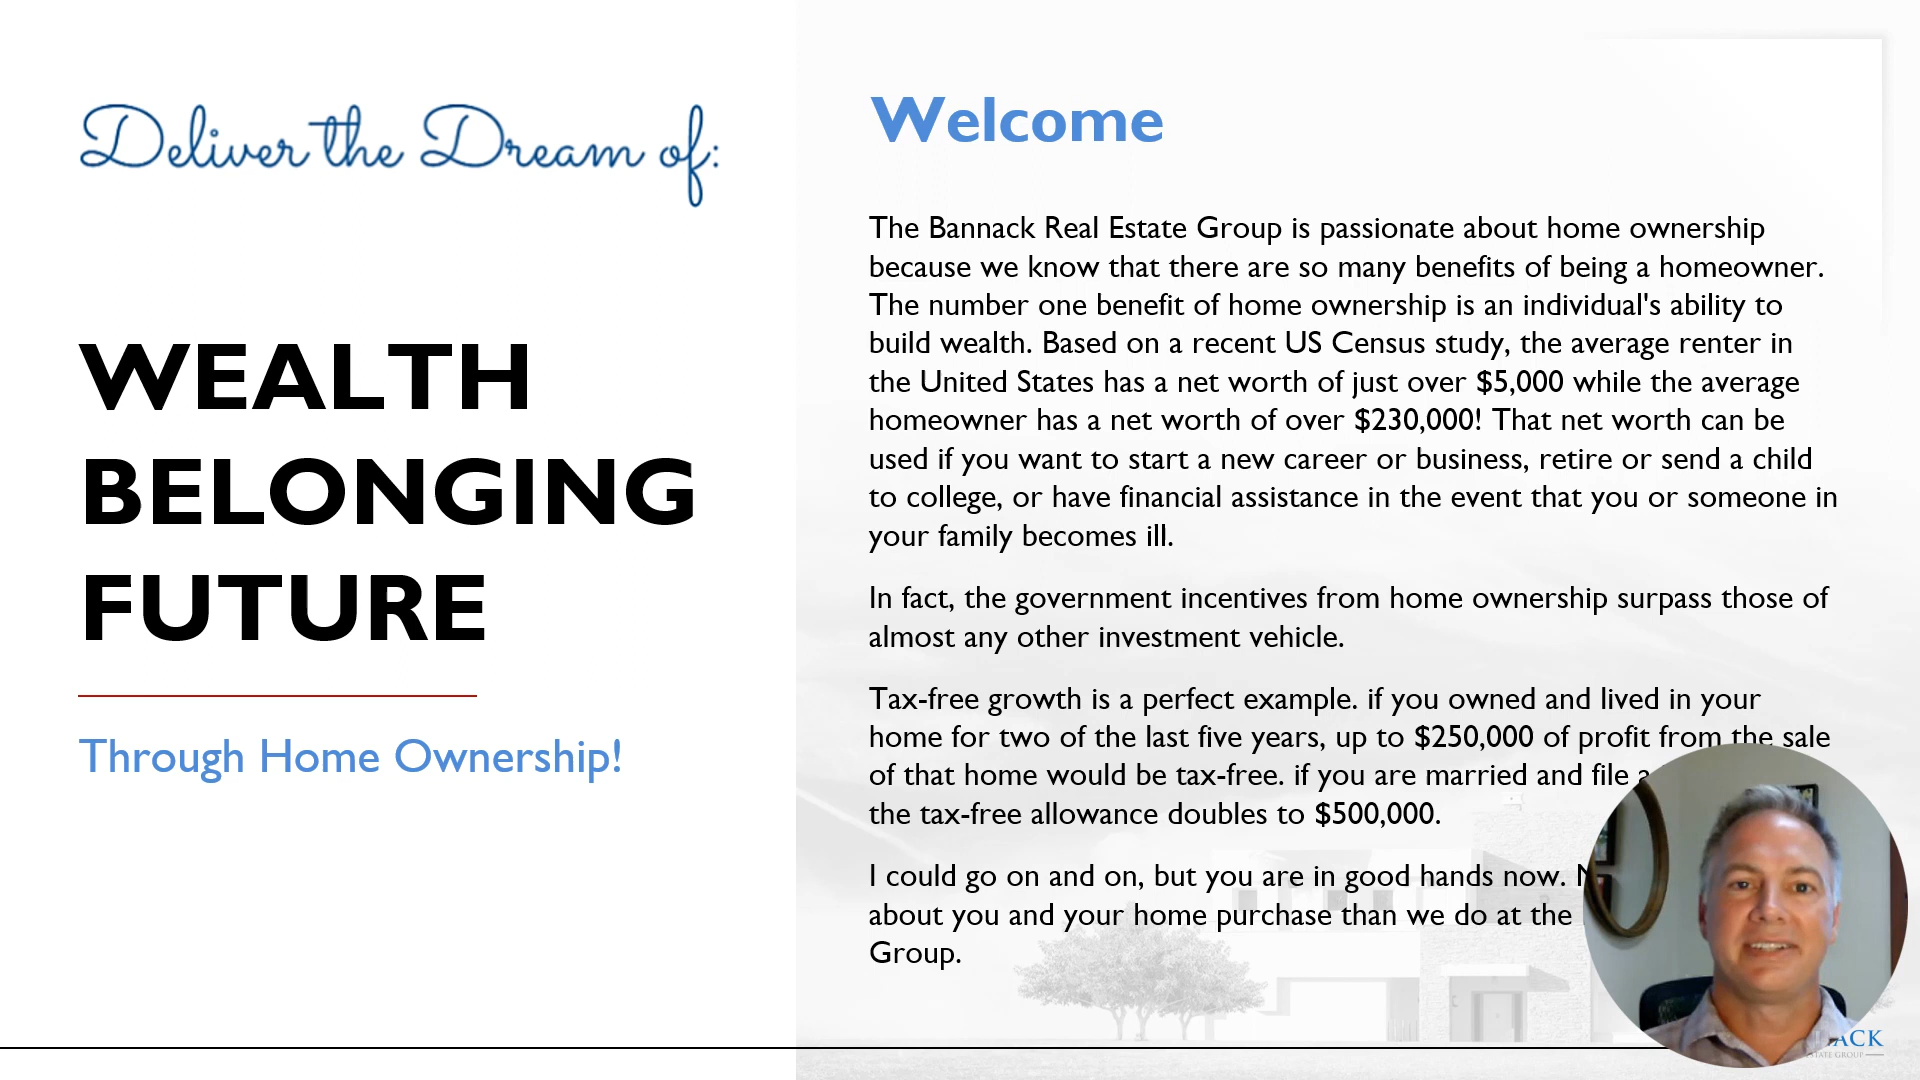 Deliver the Dream of:
WEALTH
BELONGING
FUTURE
Through Home Ownership!
Welcome
The Bannack Real Estate Group is passionate about home ownership
because we know that there are so many benefits of being a homeowner.
The number one benefit of home ownership is an individual's ability to
build wealth. Based on a recent US Census study, the average renter in
the United States has a net worth of just over $5,000 while the average
homeowner has a net worth of over $230,000! That net worth can be
used if you want to start a new career or business, retire or send a child
to college, or have financial assistance in the event that you or someone in
your family becomes ill.
In fact, the government incentives from home ownership surpass those of
almost any other investment vehicle.
Tax-free growth is a perfect example. if you owned and lived in your
home for two of the last five years, up to $250,000 of profit from the sale
of that home would be tax-free. if you are married and file
the tax-free allowance doubles to $500,000.
I could go on and on, but you are in good hands now.
about you and your home purchase than we do at the
Group.
ACK
GROUP